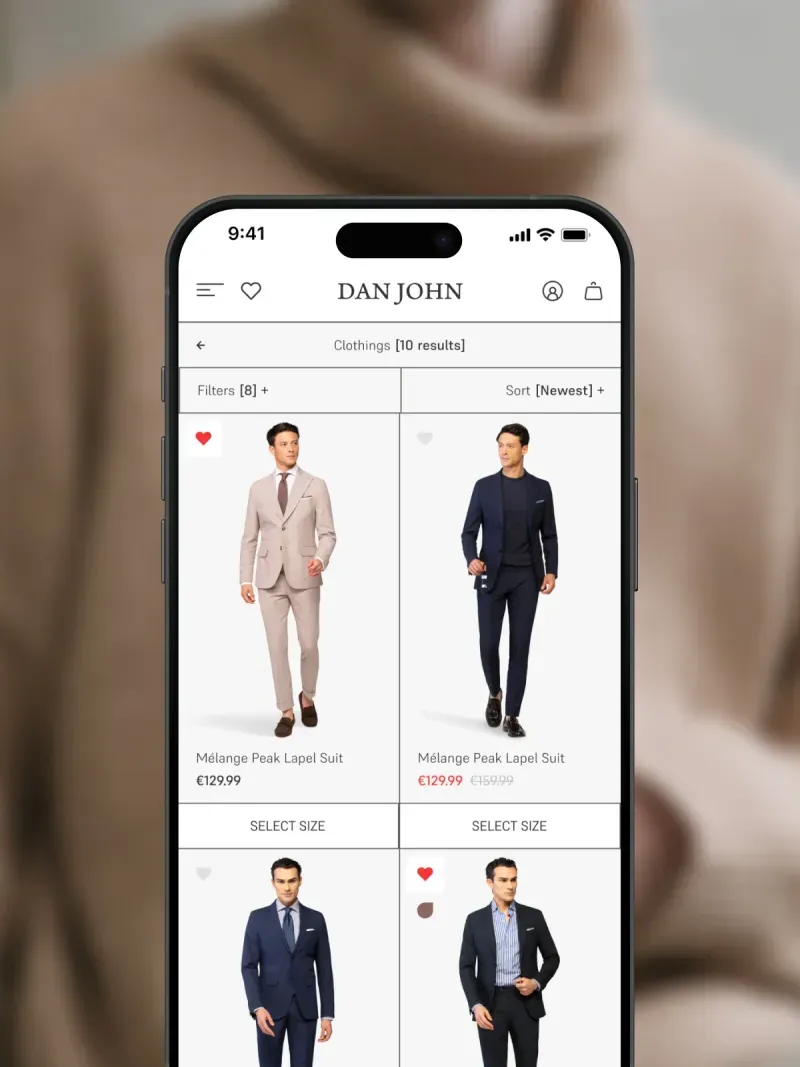 9:41
DAN JOHN
Clothings [10 results]
Filters [8] +
Sort [Newest] +
Mélange Peak Lapel Suit
€129.99
Mélange Peak Lapel Suit
€129.99 €159.99
SELECT SIZE
SELECT SIZE